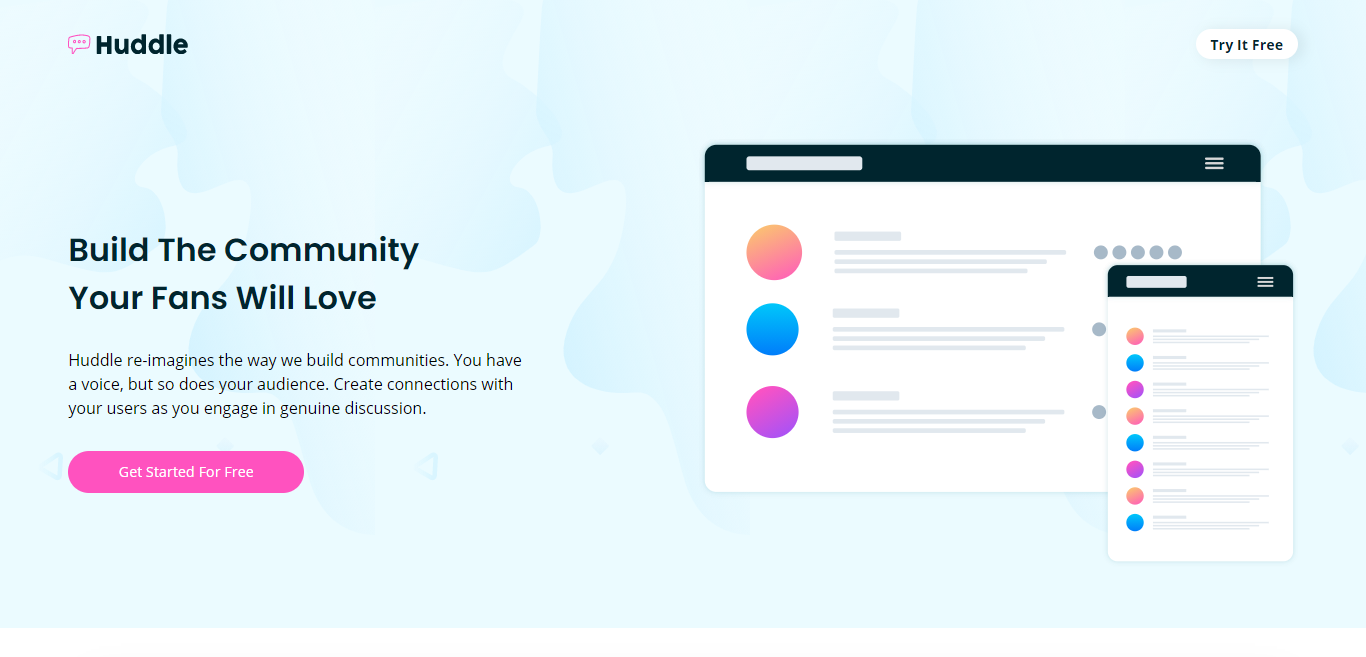 Huddle
Try It Free
Build The Community
Your Fans Will Love
Huddle re-imagines the way we build communities. You have
a voice, but so does your audience. Create connections with
your users as you engage in genuine discussion.
Get Started For Free